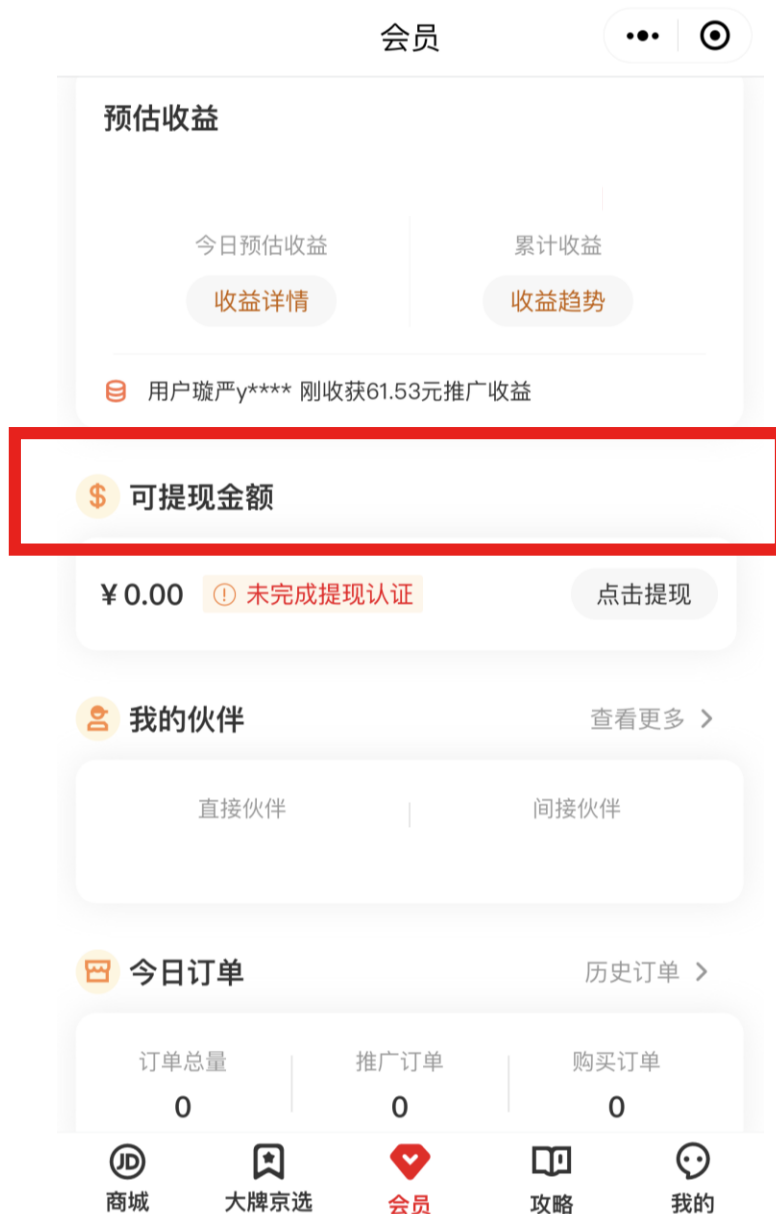 会员
预估收益
今日预估收益 累计收益
收益详情 收益趋势
用户璇严y**** 刚收获61.53元推广收益
$ 可提现金额
¥0.00 ! 未完成提现认证 点击提现
我的伙伴 查看更多 >
直接伙伴 间接伙伴
今日订单 历史订单 >
订单总量 推广订单 购买订单
0 0 0
JD
商城 大牌京选 会员 攻略 我的